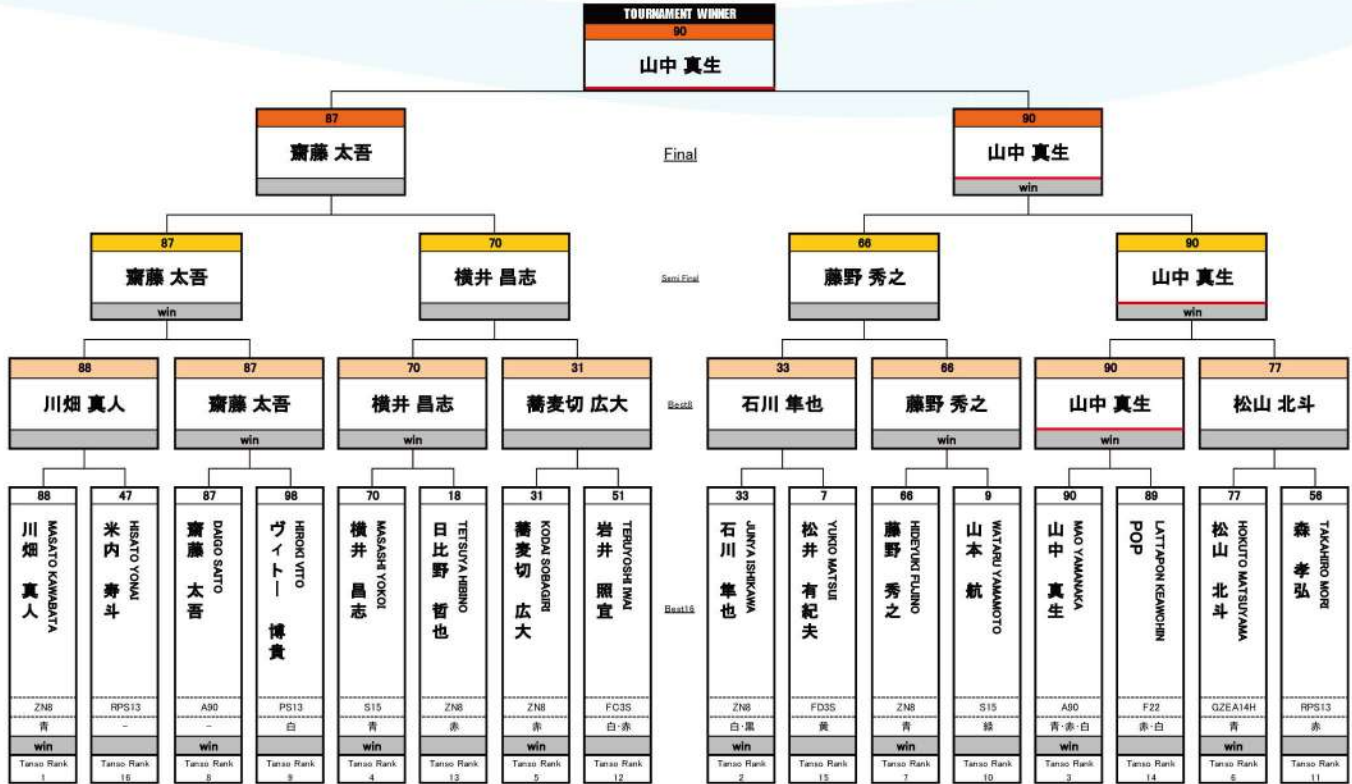 TOURNAMENT WINNER
90
山中 真生
87
齋藤 太吾
Final
90
山中 真生
win
87
齋藤 太吾
win
70
横井 昌志
Semi Final
66
藤野 秀之
90
山中 真生
win
88
川畑 真人
87
齋藤 太吾
win
70
横井 昌志
win
31
蕎麦切 広大
Best8
33
石川 隼也
66
藤野 秀之
win
90
山中 真生
win
77
松山 北斗
88
川畑 真人
MASATO KAWABATA
ZN8
青
win
Tanso Rank
1
47
米内 寿斗
HISATO YONAI
RPS13
-
Tanso Rank
16
87
齋藤 太吾
DAIGO SAITO
A90
-
win
Tanso Rank
8
98
ヴィトー 博貴
HIROKI VITO
PS13
白
Tanso Rank
9
70
横井 昌志
MASASHI YOKOI
S15
青
win
Tanso Rank
4
18
日比野 哲也
TETSUYA HIBINO
ZN8
赤
Tanso Rank
13
31
蕎麦切 広大
KODAI SOBAGIRI
ZN8
赤
win
Tanso Rank
5
51
岩井 照宜
TERUYOSHI IWAI
FC3S
白・赤
Tanso Rank
12
Best16
33
石川 隼也
JUNYA ISHIKAWA
ZN8
白・黒
win
Tanso Rank
2
7
松井 有紀夫
YUKIO MATSUI
FD3S
黄
Tanso Rank
15
66
藤野 秀之
HIDEYUKI FUJINO
ZN8
青
win
Tanso Rank
7
9
山本 航
WATARU YAMAMOTO
S15
緑
Tanso Rank
10
90
山中 真生
MAO YAMANAKA
A90
青・赤・白
win
Tanso Rank
3
89
POP
LATTAPON KEAWCHIN
F22
赤・白
Tanso Rank
14
77
松山 北斗
HOKUTO MATSUYAMA
GZEA14H
青
win
Tanso Rank
6
56
森 孝弘
TAKAHIRO MORI
RPS13
赤
Tanso Rank
11